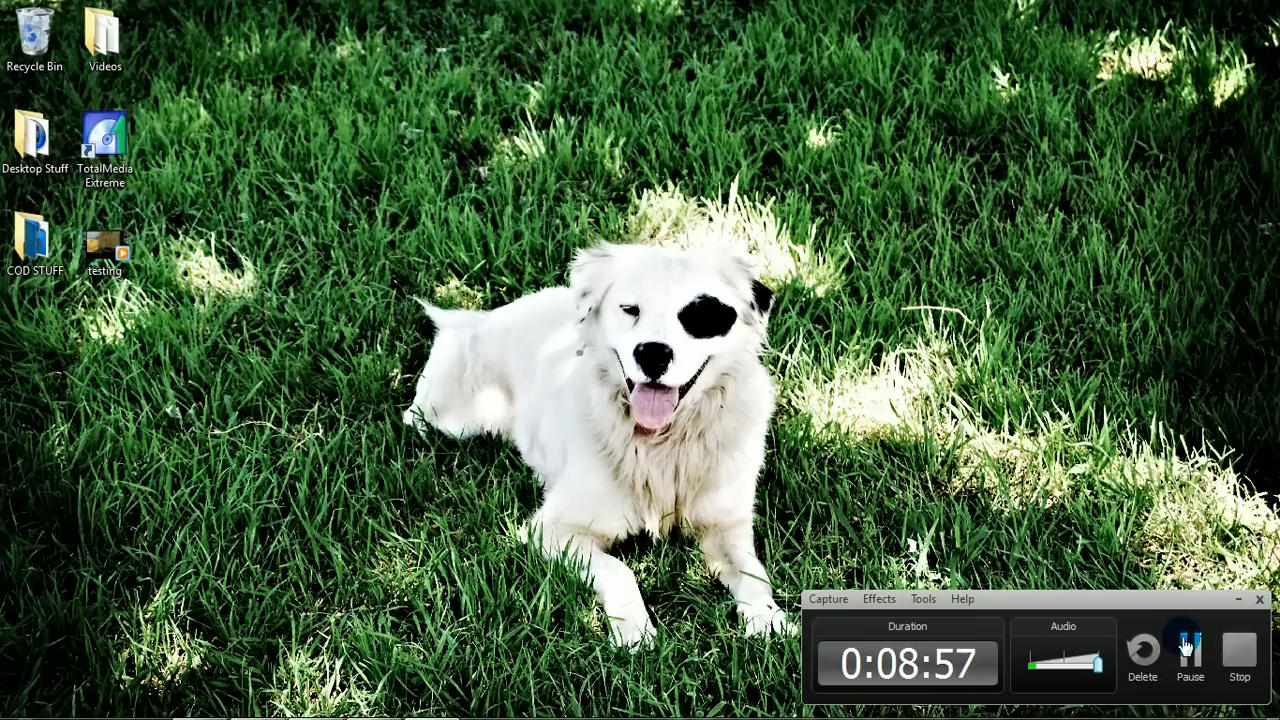 Recycle Bin
Videos
Desktop Stuff
TotalMedia
Extreme
COD STUFF
testing
Capture Effects Tools Help
Duration
Audio
0:08:57
Delete
Pause
Stop